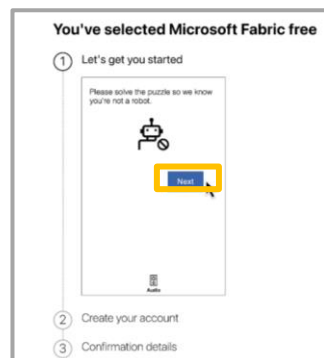 You've selected Microsoft Fabric free
1 Let's get you started
Please solve the puzzle so we know
you're not a robot.
Next
Audio
2 Create your account
3 Confirmation details